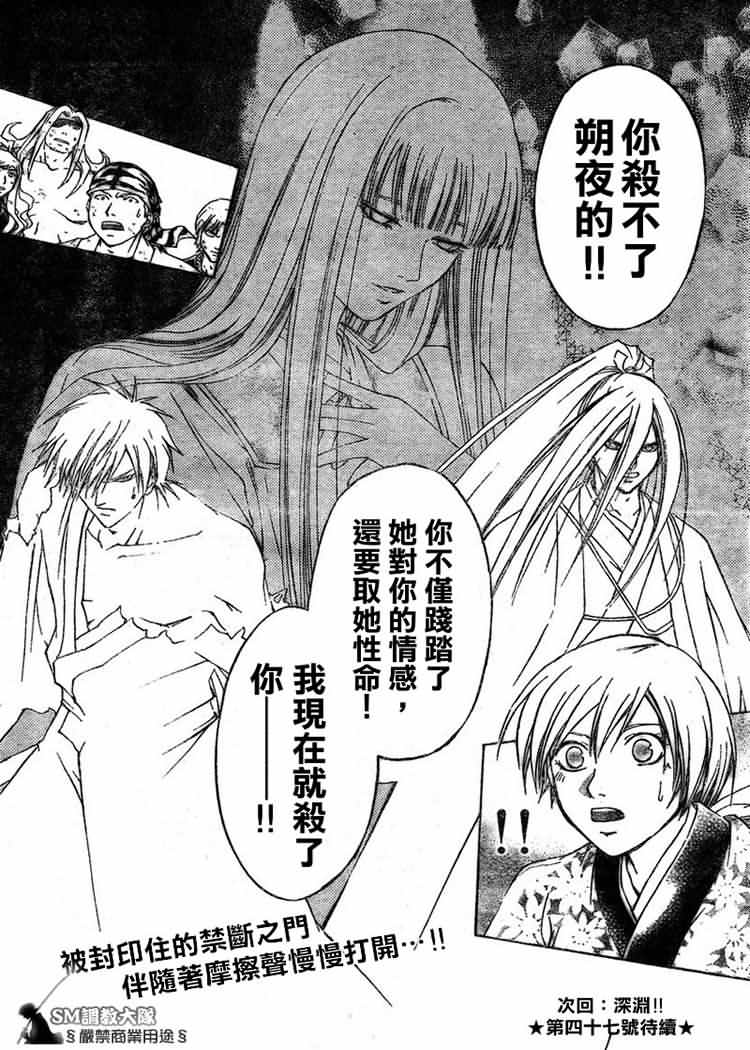 你殺不了
朔夜的!!
你不僅踐踏了
她對你的情感，
還要取她性命！
我現在就殺了
你——!!
!!
被封印住的禁斷之門
伴隨著摩擦聲慢慢打開…!!
次回：深淵!!
★第四十七號待續★
SM調教大隊
§嚴禁商業用途§